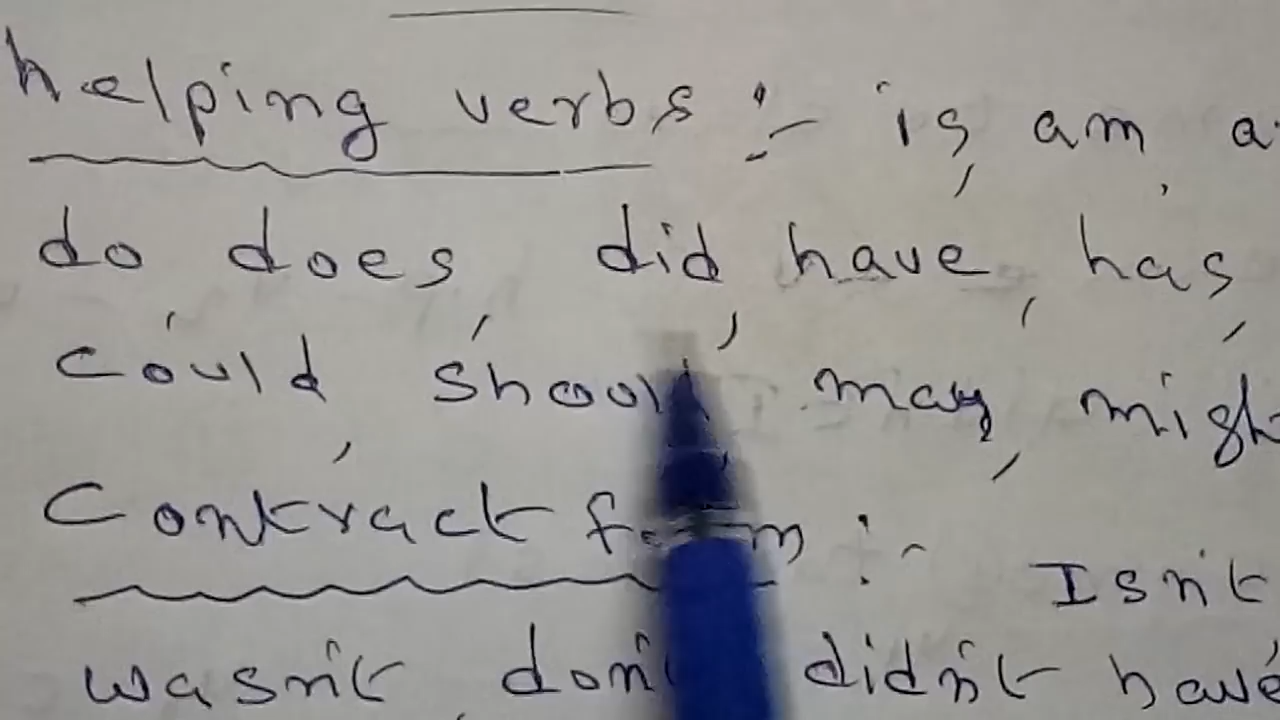 helping verbs :- is, am
do does did, have, has,
could should may, might
Contract form :- Isn't
wasn't, don't didn't have